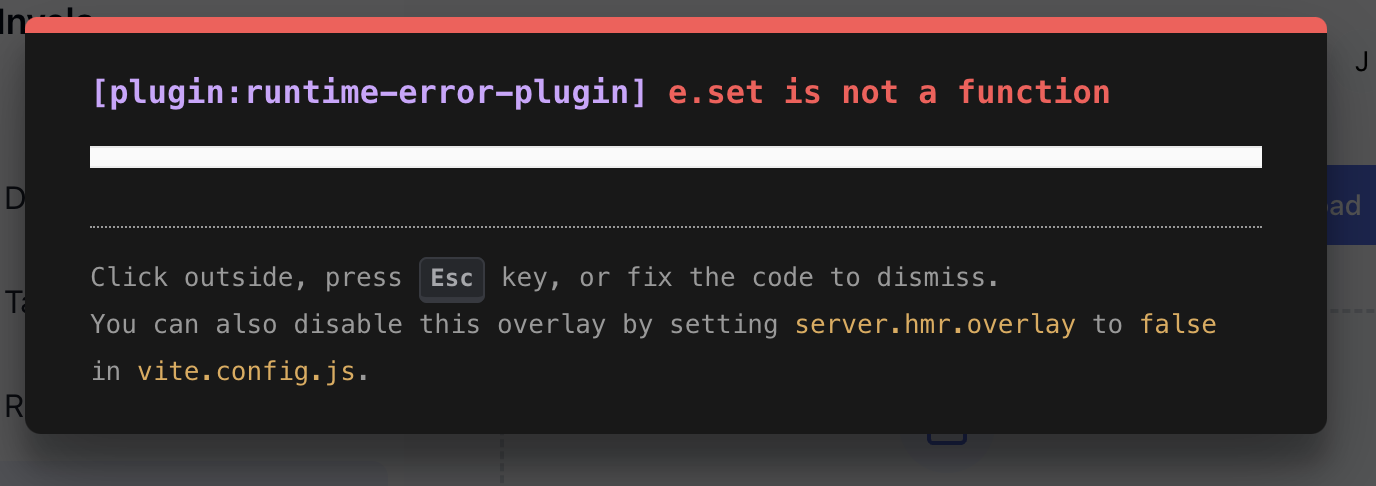 J
[plugin:runtime-error-plugin] e.set is not a function
D
ad
Click outside, press Esc key, or fix the code to dismiss.
Ta
You can also disable this overlay by setting server.hmr.overlay to false
in vite.config.js.
R